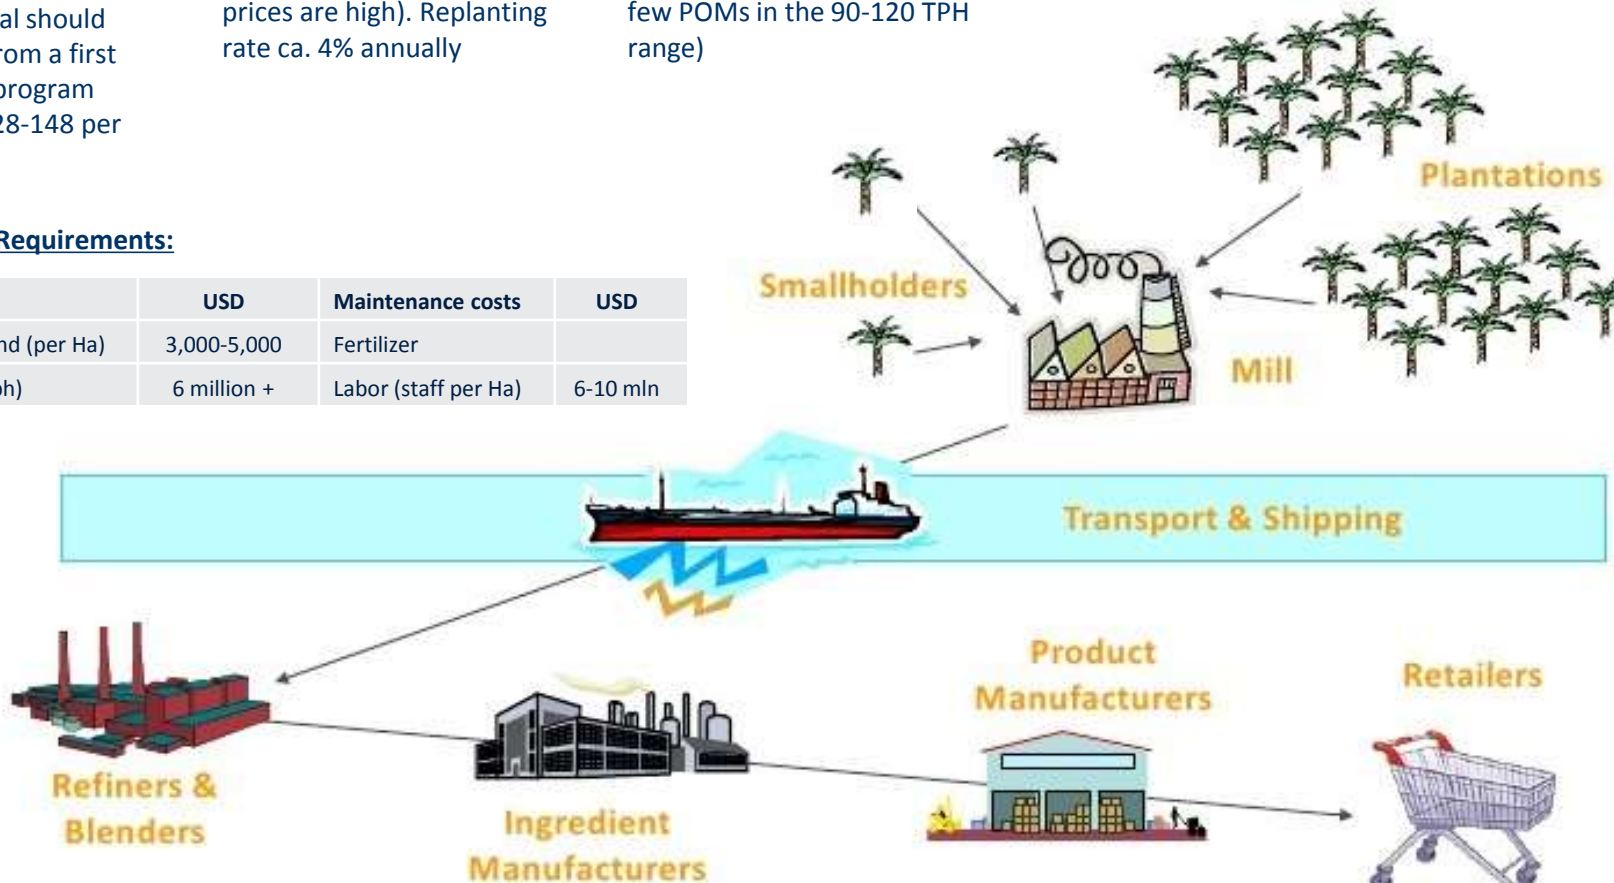 al should
rom a first
program
28-148 per
prices are high). Replanting
rate ca. 4% annually
few POMs in the 90-120 TPH
range)
Requirements:
USD Maintenance costs USD
nd (per Ha) 3,000-5,000 Fertilizer
ph) 6 million + Labor (staff per Ha) 6-10 mln
Plantations
Smallholders
Mill
Transport & Shipping
Refiners &
Blenders
Ingredient
Manufacturers
Product
Manufacturers
Retailers